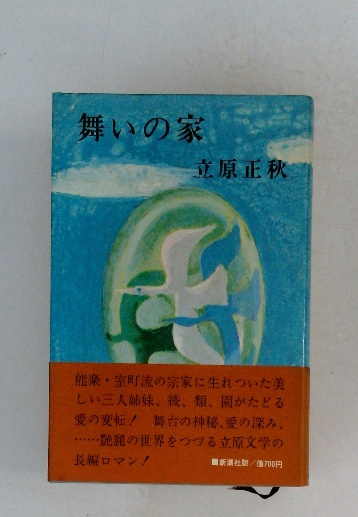 舞いの家
立原正秋
能楽・室町流の宗家に生れついた美
しい三人姉妹、綾、類、園がたどる
愛の変転！ 舞台の神秘、愛の深み、
……艶麗の世界をつづる立原文学の
長編ロマン！
■新潮社版／価700円